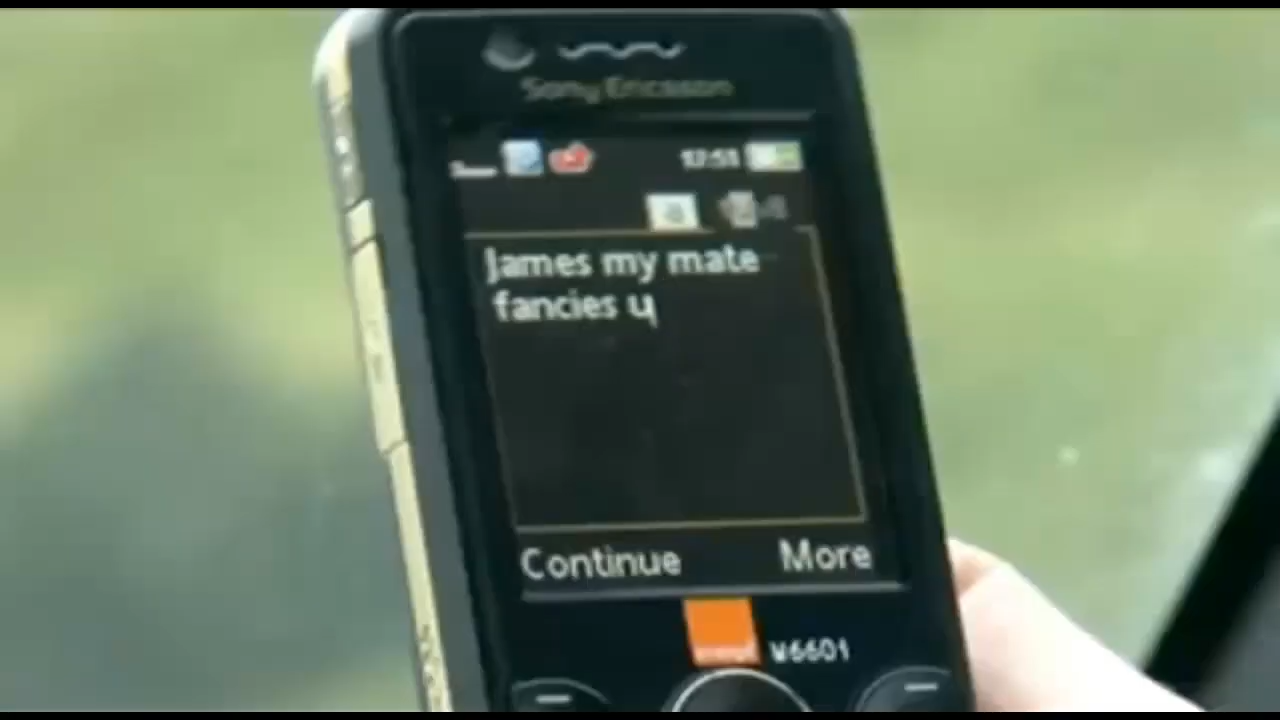 Sony Ericsson
James my mate
fancies u
Continue
More
W660i